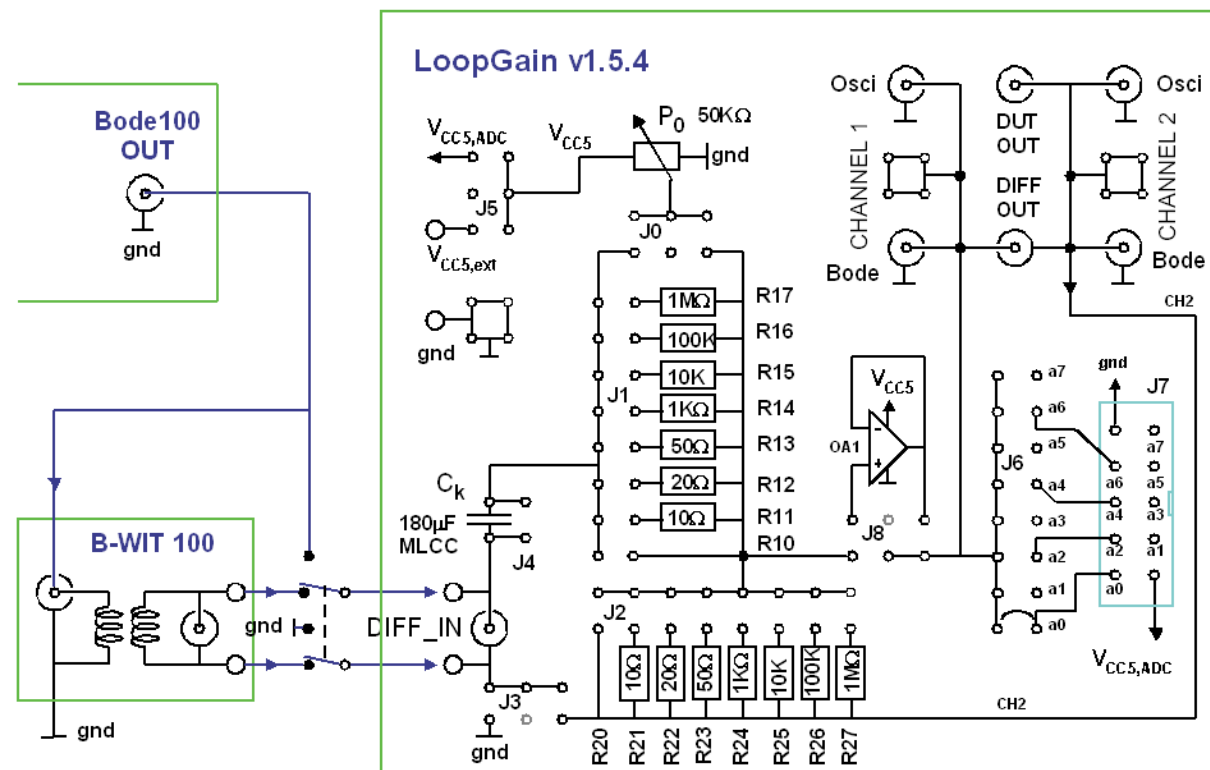 LoopGain v1.5.4
Bode100
OUT
gnd
B-WIT 100
gnd
gnd
VCC5,ADC
VCC5
P0 50KΩ
gnd
J5
VCC5,ext
gnd
J0
J1
1MΩ R17
100K R16
10K R15
1KΩ R14
50Ω R13
20Ω R12
10Ω R11
R10
Ck
180µF
MLCC
J4
DIFF_IN
J3
gnd
J2
10Ω
20Ω
50Ω
1KΩ
10K
100K
1MΩ
R20
R21
R22
R23
R24
R25
R26
R27
VCC5
OA1
-
+
J8
Osci
CHANNEL 1
Bode
DUT
OUT
DIFF
OUT
Osci
CHANNEL 2
Bode
CH2
CH2
J6
a7
a6
a5
a4
a3
a2
a1
a0
gnd
J7
a7
a6 a5
a4 a3
a2 a1
a0
VCC5,ADC